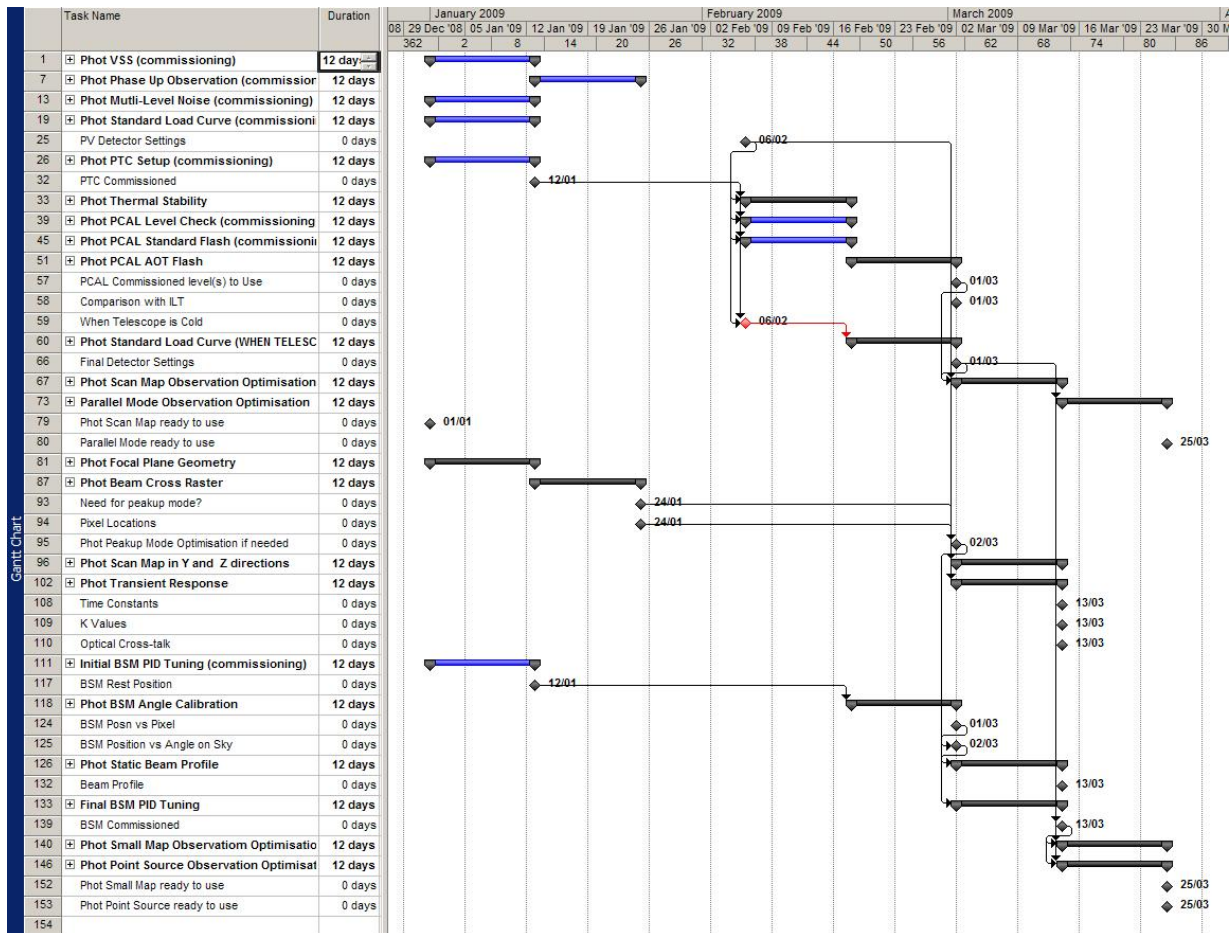 Task Name Duration January 2009 February 2009 March 2009 A
08 29 Dec '08 05 Jan '09 12 Jan '09 19 Jan '09 26 Jan '09 02 Feb '09 09 Feb '09 16 Feb '09 23 Feb '09 02 Mar '09 09 Mar '09 16 Mar '09 23 Mar '09 30 M
362 2 8 14 20 26 32 38 44 50 56 62 68 74 80 86
1 Phot VSS (commissioning) 12 days
7 Phot Phase Up Observation (commission 12 days
13 Phot Mutli-Level Noise (commissioning) 12 days
19 Phot Standard Load Curve (commissioni 12 days
25 PV Detector Settings 0 days 06/02
26 Phot PTC Setup (commissioning) 12 days
32 PTC Commissioned 0 days 12/01
33 Phot Thermal Stability 12 days
39 Phot PCAL Level Check (commissioning 12 days
45 Phot PCAL Standard Flash (commissionin 12 days
51 Phot PCAL AOT Flash 12 days
57 PCAL Commissioned level(s) to Use 0 days 01/03
58 Comparison with ILT 0 days 01/03
59 When Telescope is Cold 0 days 06/02
60 Phot Standard Load Curve (WHEN TELESC 12 days
66 Final Detector Settings 0 days 01/03
67 Phot Scan Map Observation Optimisation 12 days
73 Parallel Mode Observation Optimisation 12 days
79 Phot Scan Map ready to use 0 days 01/01
80 Parallel Mode ready to use 0 days 25/03
81 Phot Focal Plane Geometry 12 days
87 Phot Beam Cross Raster 12 days
93 Need for peakup mode? 0 days 24/01
94 Pixel Locations 0 days 24/01
95 Phot Peakup Mode Optimisation if needed 0 days 02/03
96 Phot Scan Map in Y and Z directions 12 days
102 Phot Transient Response 12 days
108 Time Constants 0 days 13/03
109 K Values 0 days 13/03
110 Optical Cross-talk 0 days 13/03
111 Initial BSM PID Tuning (commissioning) 12 days
117 BSM Rest Position 0 days 12/01
118 Phot BSM Angle Calibration 12 days
124 BSM Posn vs Pixel 0 days 01/03
125 BSM Position vs Angle on Sky 0 days 02/03
126 Phot Static Beam Profile 12 days
132 Beam Profile 0 days 13/03
133 Final BSM PID Tuning 12 days
139 BSM Commissioned 0 days 13/03
140 Phot Small Map Observatiom Optimisatio 12 days
146 Phot Point Source Observation Optimisat 12 days
152 Phot Small Map ready to use 0 days 25/03
153 Phot Point Source ready to use 0 days 25/03
154
Gantt Chart